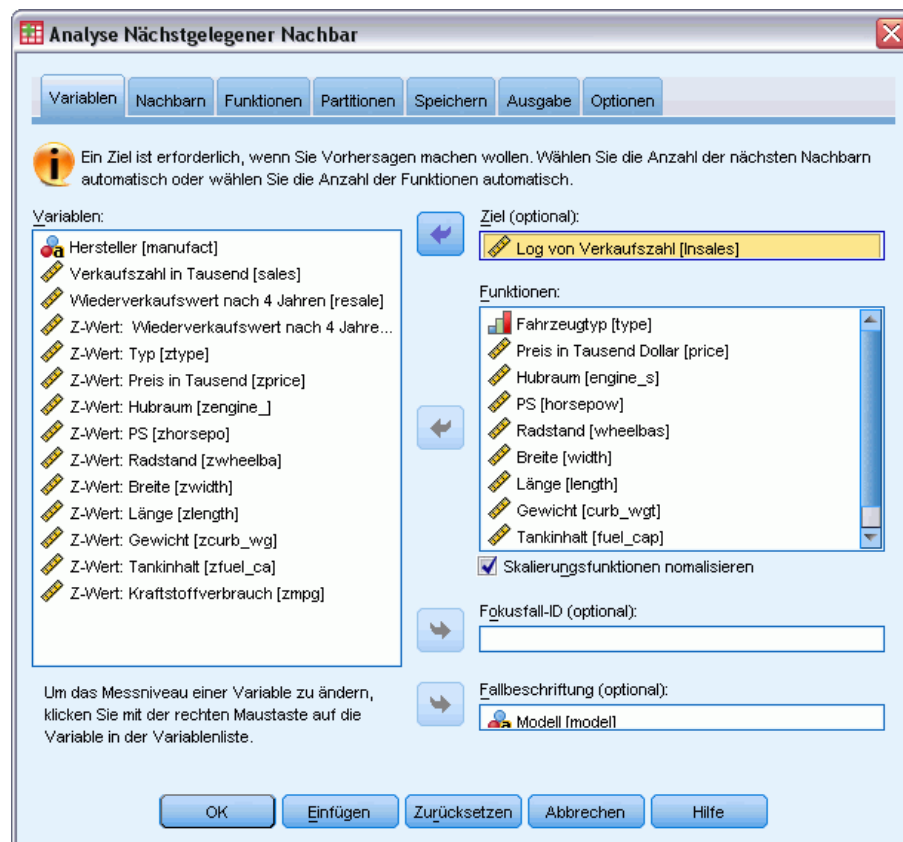 Analyse Nächstgelegener Nachbar
Variablen Nachbarn Funktionen Partitionen Speichern Ausgabe Optionen
Ein Ziel ist erforderlich, wenn Sie Vorhersagen machen wollen. Wählen Sie die Anzahl der nächsten Nachbarn
automatisch oder wählen Sie die Anzahl der Funktionen automatisch.
Variablen:
Hersteller [manufact]
Verkaufszahl in Tausend [sales]
Wiederverkaufswert nach 4 Jahren [resale]
Z-Wert: Wiederverkaufswert nach 4 Jahre...
Z-Wert: Typ [ztype]
Z-Wert: Preis in Tausend [zprice]
Z-Wert: Hubraum [zengine_]
Z-Wert: PS [zhorsepo]
Z-Wert: Radstand [zwheelba]
Z-Wert: Breite [zwidth]
Z-Wert: Länge [zlength]
Z-Wert: Gewicht [zcurb_wg]
Z-Wert: Tankinhalt [zfuel_ca]
Z-Wert: Kraftstoffverbrauch [zmpg]
Um das Messniveau einer Variable zu ändern,
klicken Sie mit der rechten Maustaste auf die
Variable in der Variablenliste.
Ziel (optional):
Log von Verkaufszahl [lnsales]
Funktionen:
Fahrzeugtyp [type]
Preis in Tausend Dollar [price]
Hubraum [engine_s]
PS [horsepow]
Radstand [wheelbas]
Breite [width]
Länge [length]
Gewicht [curb_wgt]
Tankinhalt [fuel_cap]
Skalierungsfunktionen nomalisieren
Fokusfall-ID (optional):
Fallbeschriftung (optional):
Modell [model]
OK Einfügen Zurücksetzen Abbrechen Hilfe